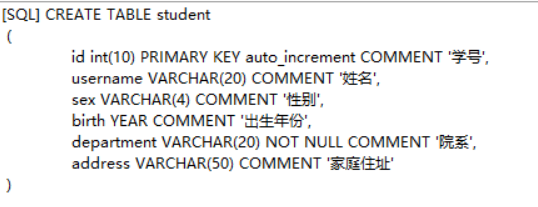 [SQL] CREATE TABLE student
(
id int(10) PRIMARY KEY auto_increment COMMENT '学号',
username VARCHAR(20) COMMENT '姓名',
sex VARCHAR(4) COMMENT '性别',
birth YEAR COMMENT '出生年份',
department VARCHAR(20) NOT NULL COMMENT '院系',
address VARCHAR(50) COMMENT '家庭住址'
)